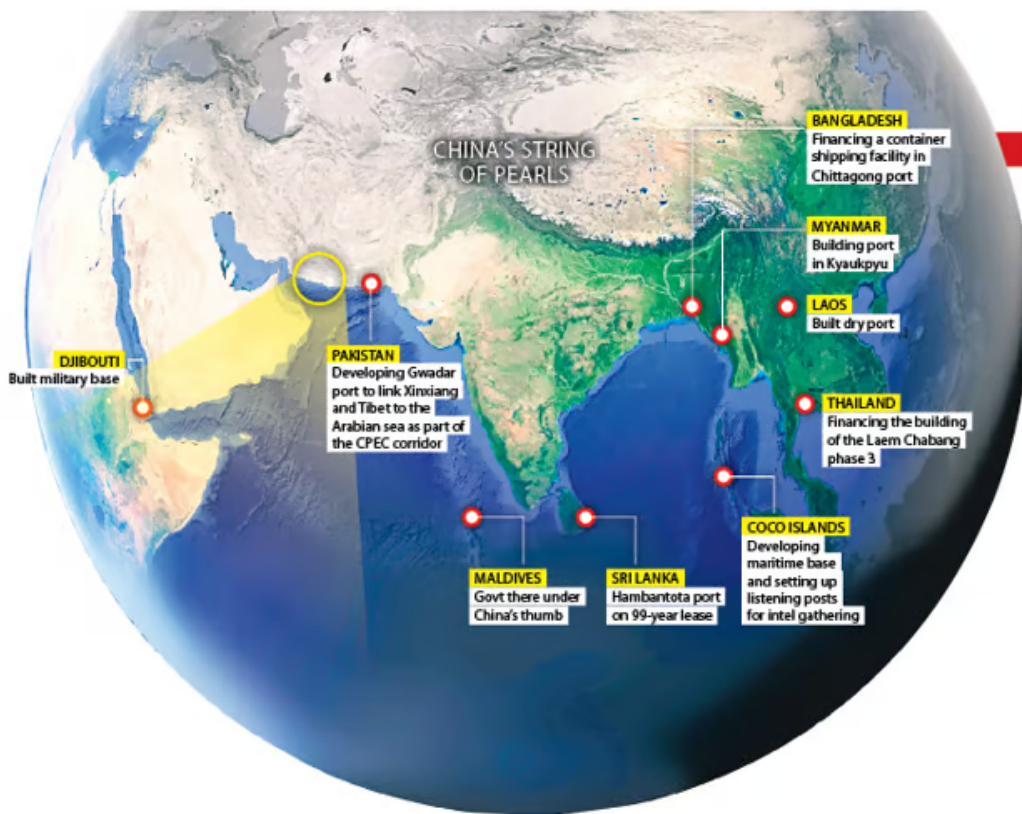 CHINA'S STRING
OF PEARLS
BANGLADESH
Financing a container
shipping facility in
Chittagong port
MYANMAR
Building port
in Kyaukpyu
LAOS
Built dry port
THAILAND
Financing the building
of the Laem Chabang
phase 3
DJIBOUTI
Built military base
PAKISTAN
Developing Gwadar
port to link Xinxiang
and Tibet to the
Arabian sea as part of
the CPEC corridor
MALDIVES
Govt there under
China's thumb
SRI LANKA
Hambantota port
on 99-year lease
COCO ISLANDS
Developing
maritime base
and setting up
listening posts
for intel gathering